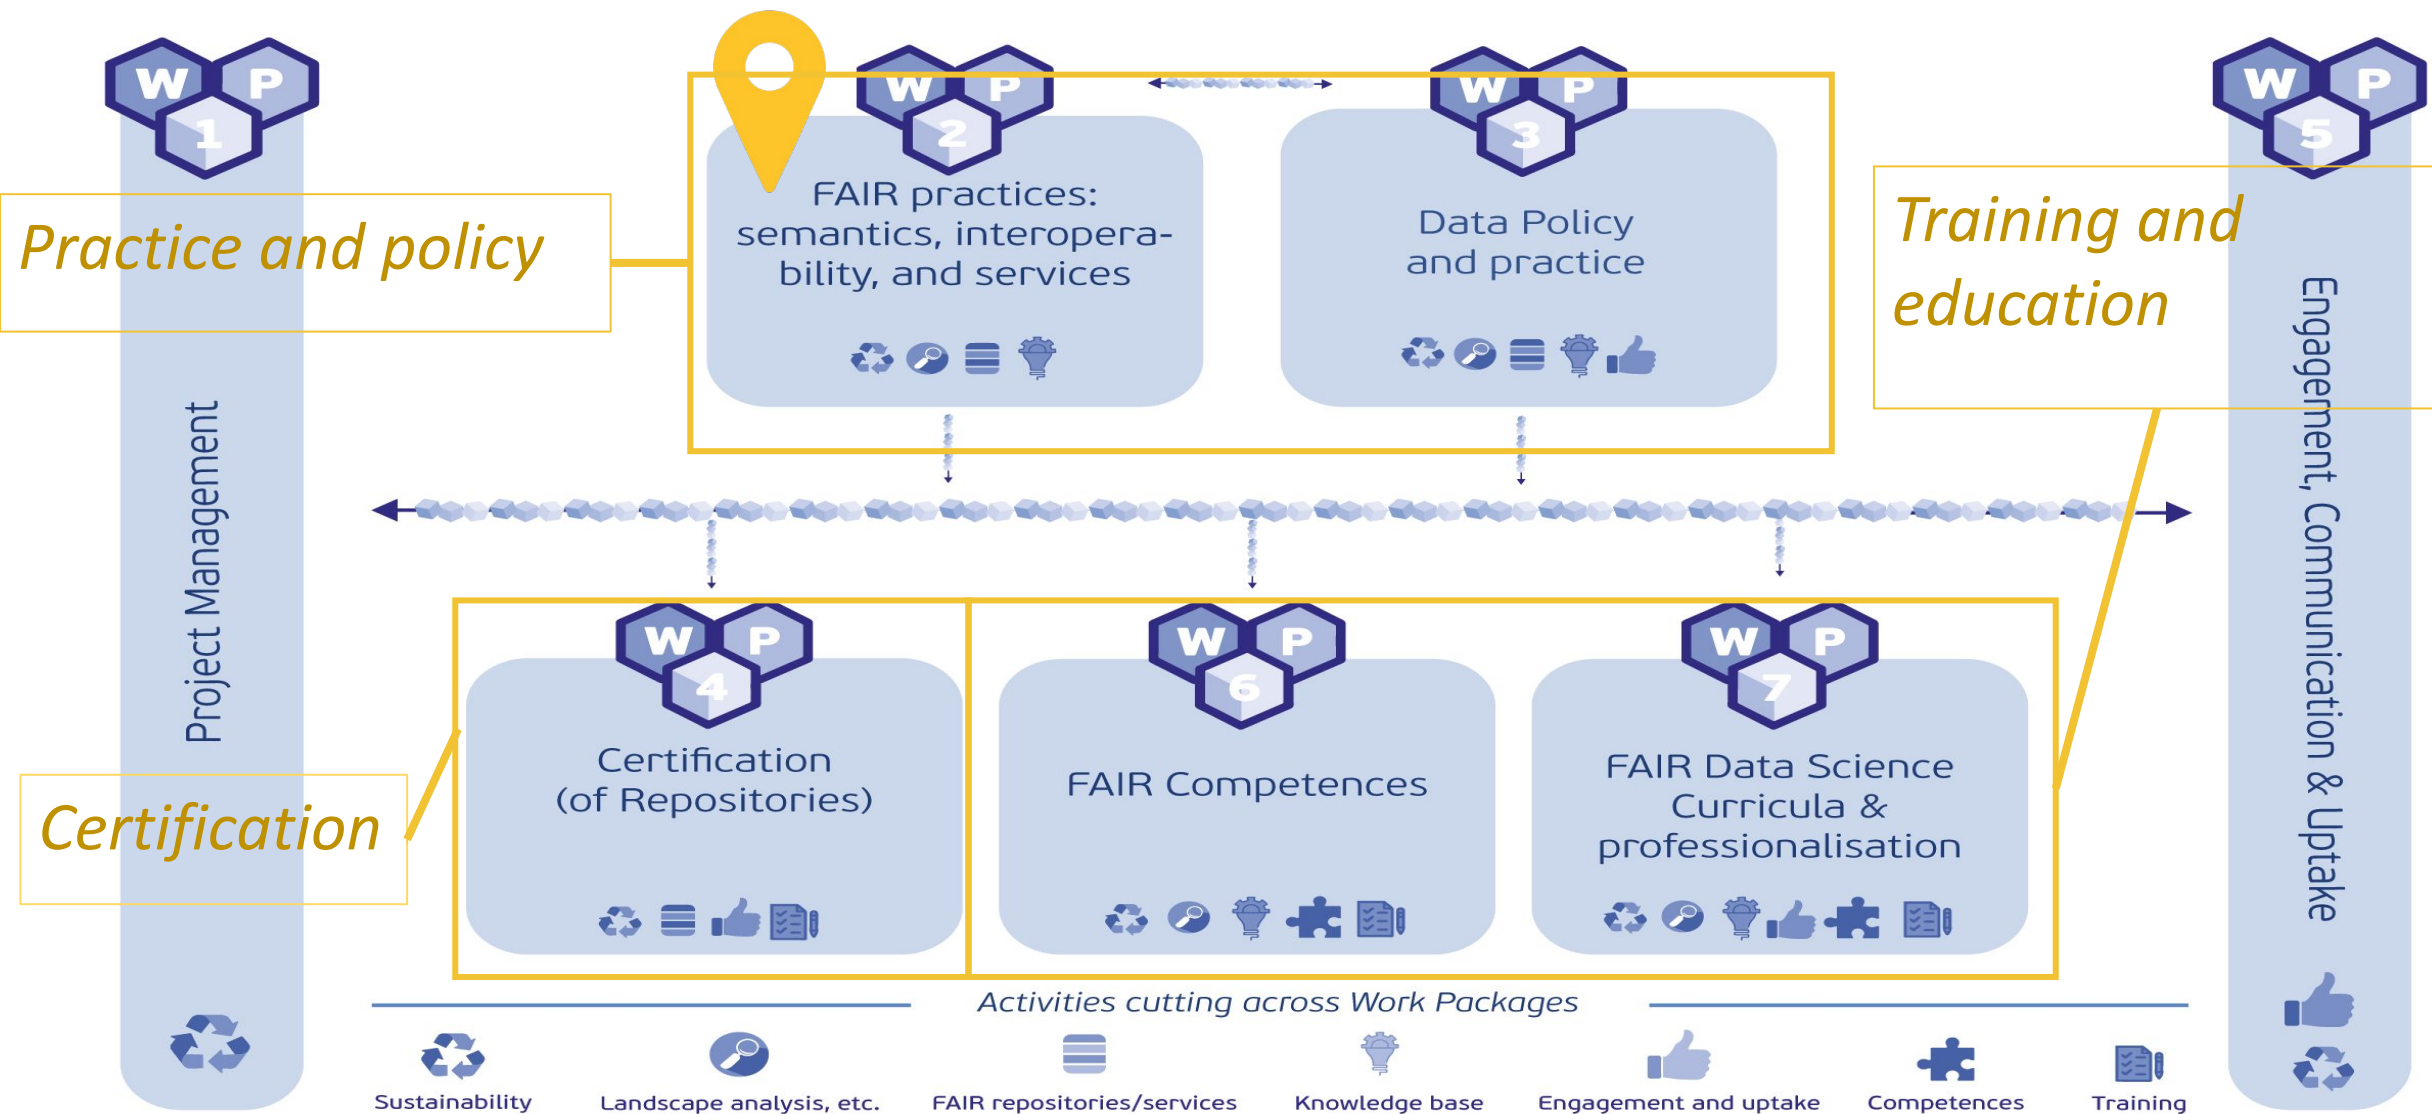 W P
1
W P
2
W P
3
W P
5
Practice and policy
FAIR practices:
semantics, interopera-
bility, and services
Data Policy
and practice
Training and
education
Project Management
Engagement, Communication & Uptake
W P
4
W P
6
W P
7
Certification
Certification
(of Repositories)
FAIR Competences
FAIR Data Science
Curricula &
professionalisation
Activities cutting across Work Packages
Sustainability
Landscape analysis, etc.
FAIR repositories/services
Knowledge base
Engagement and uptake
Competences
Training